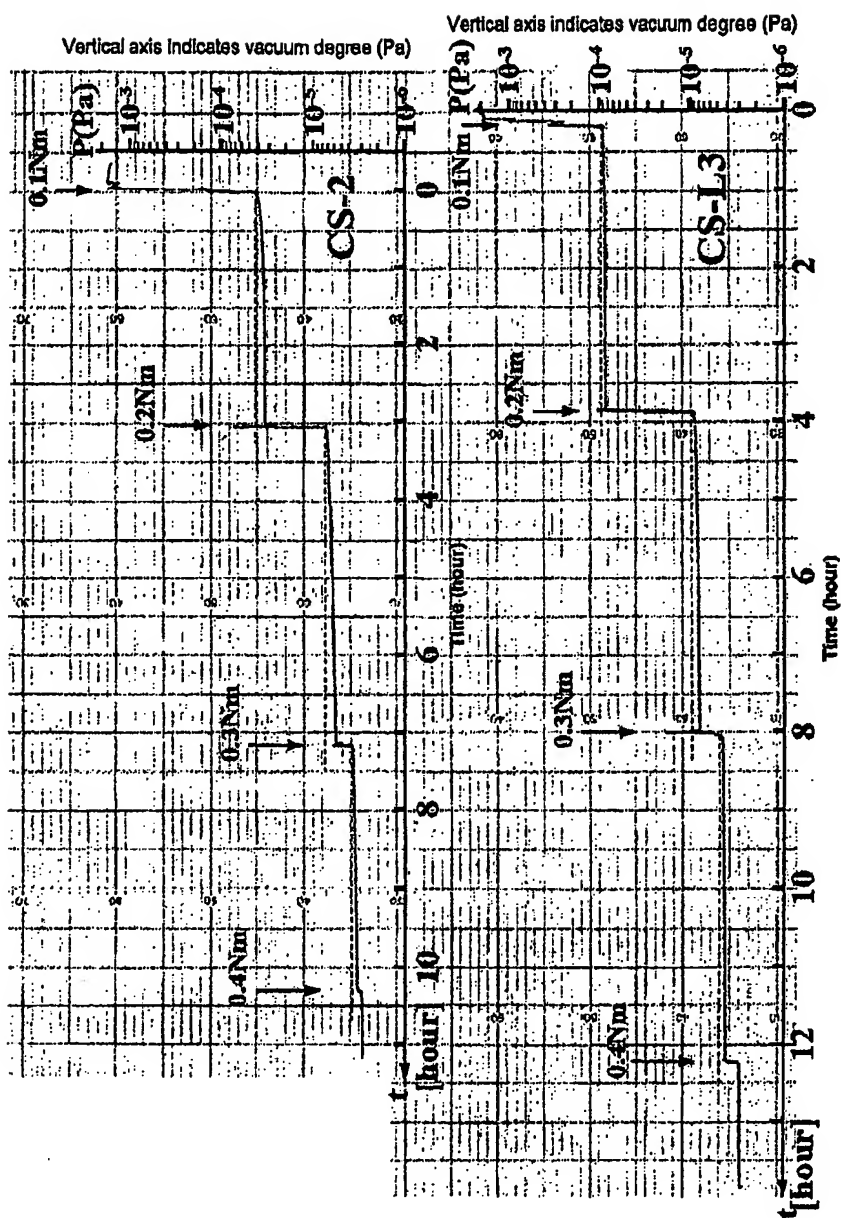 Vertical axis indicates vacuum degree (Pa)
P(Pa)
10-3
10-4
10-5
10-6
CS-2
0.1Nm
0.2Nm
0.3Nm
0.4Nm
0
2
4
6
8
10
t [hour]
Time (hour)
Vertical axis indicates vacuum degree (Pa)
P(Pa)
10-3
10-4
10-5
10-6
CS-L3
0.1Nm
0.2Nm
0.3Nm
0.4Nm
0
2
4
6
8
10
12
t [hour]
Time (hour)